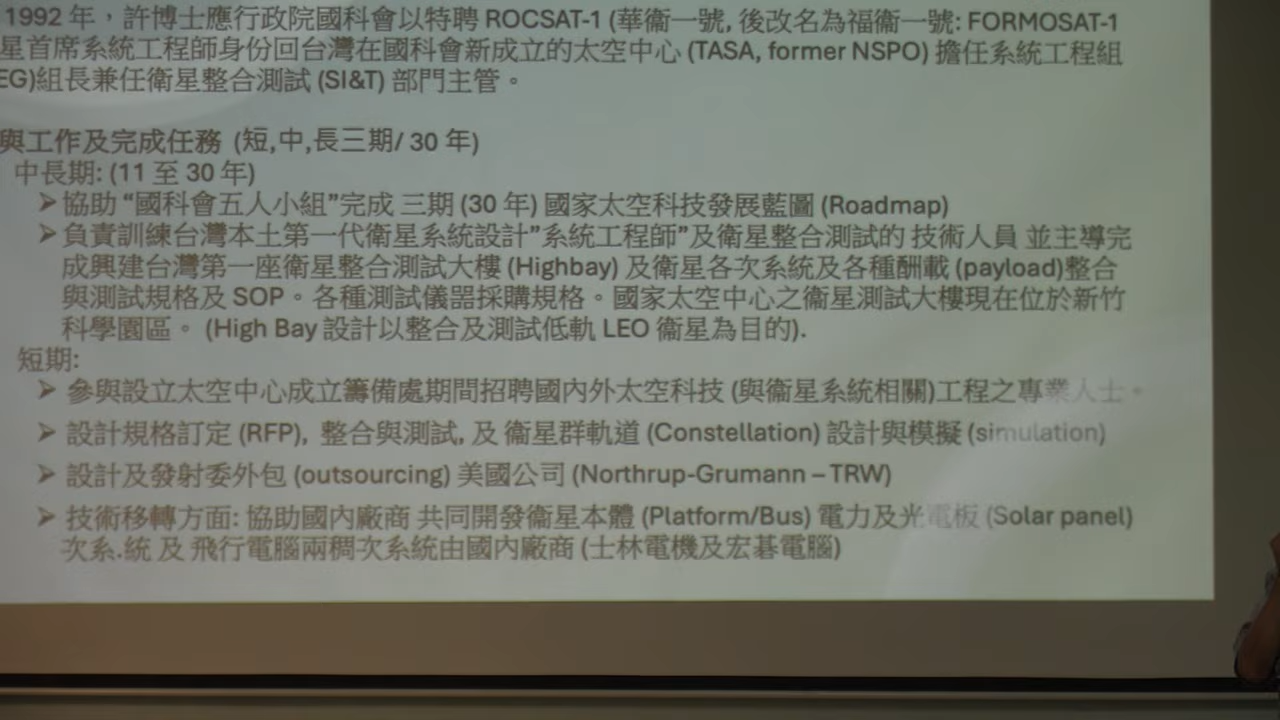 1992 年，許博士應行政院國科會以特聘 ROCSAT-1 (華衞一號, 後改名為福衞一號: FORMOSAT-1
星首席系統工程師身份回台灣在國科會新成立的太空中心 (TASA, former NSPO) 擔任系統工程組
EG)組長兼任衛星整合測試 (SI&T) 部門主管。
與工作及完成任務 (短,中,長三期/ 30 年)
中長期: (11 至 30 年)
➤協助 “國科會五人小組”完成 三期 (30 年) 國家太空科技發展藍圖 (Roadmap)
➤負責訓練台灣本土第一代衛星系統設計”系統工程師”及衛星整合測試的 技術人員 並主導完
成興建台灣第一座衛星整合測試大樓 (Highbay) 及衛星各次系統及各種酬載 (payload)整合
與測試規格及 SOP。各種測試儀器採購規格。國家太空中心之衞星測試大樓現在位於新竹
科學園區。 (High Bay 設計以整合及測試低軌 LEO 衞星為目的).
短期:
➤ 參與設立太空中心成立籌備處期間招聘國內外太空科技 (與衞星系統相關)工程之專業人士。
➤ 設計規格訂定 (RFP), 整合與測試, 及 衞星群軌道 (Constellation) 設計與模擬 (simulation)
➤ 設計及發射委外包 (outsourcing) 美國公司 (Northrup-Grumann – TRW)
➤ 技術移轉方面: 協助國內廠商 共同開發衞星本體 (Platform/Bus) 電力及光電板 (Solar panel)
次系.統 及 飛行電腦兩種次系統由國內廠商 (士林電機及宏碁電腦)